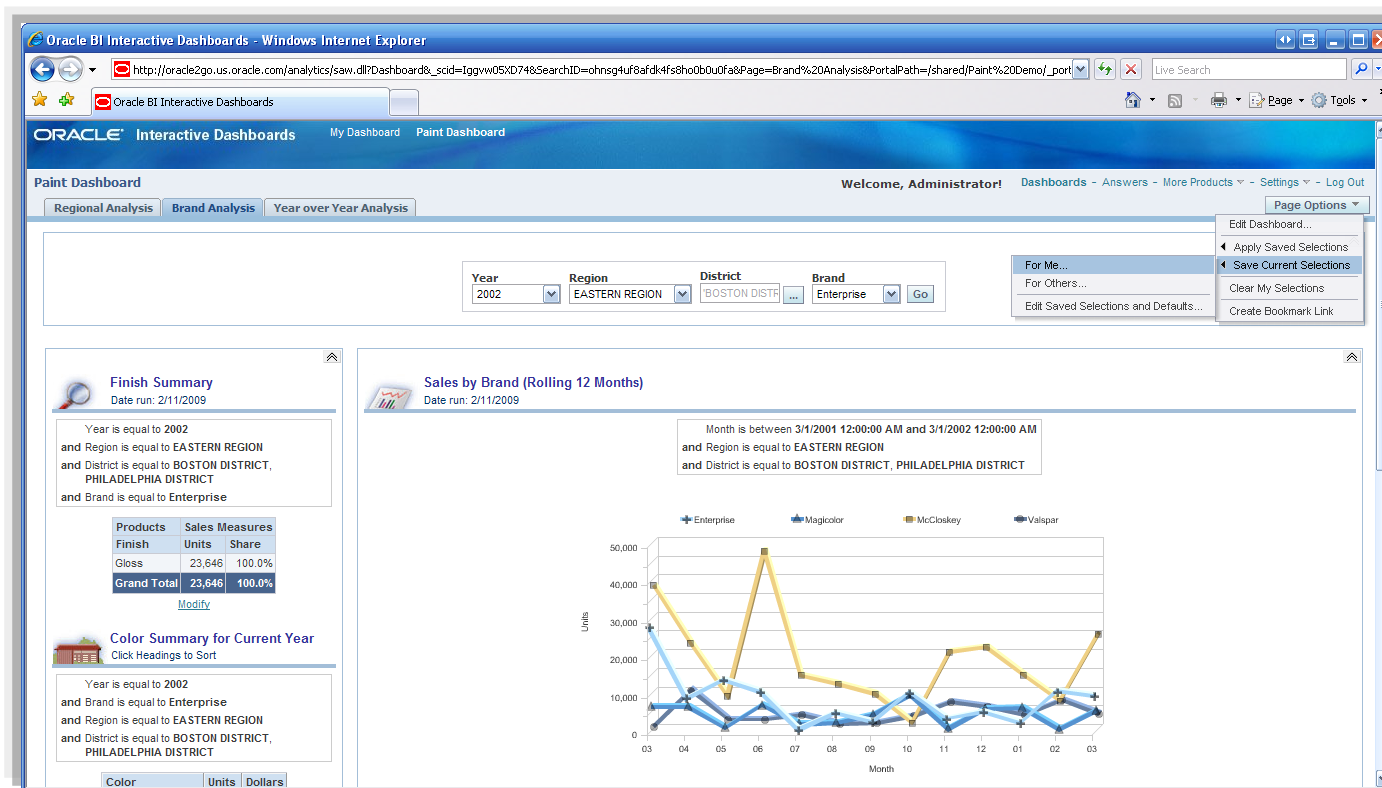 Oracle BI Interactive Dashboards - Windows Internet Explorer
http://oracle2go.us.oracle.com/analytics/saw.dll?Dashboard&_scid=Iggvw05XD74&SearchID=ohnsg4uf8afdk4fs8ho0b0u0fa&Page=Brand%20Analysis&PortalPath=/shared/Paint%20Demo/_port
Live Search
Oracle BI Interactive Dashboards
Page
Tools
ORACLE Interactive Dashboards
My Dashboard
Paint Dashboard
Paint Dashboard
Welcome, Administrator!
Dashboards - Answers - More Products - Settings - Log Out
Regional Analysis
Brand Analysis
Year over Year Analysis
Page Options
Edit Dashboard...
Apply Saved Selections
Save Current Selections
Clear My Selections
Create Bookmark Link
For Me...
For Others...
Edit Saved Selections and Defaults...
Year Region District Brand
2002 EASTERN REGION 'BOSTON DISTR ... Enterprise Go
Finish Summary
Date run: 2/11/2009
Year is equal to 2002
and Region is equal to EASTERN REGION
and District is equal to BOSTON DISTRICT,
PHILADELPHIA DISTRICT
and Brand is equal to Enterprise
Products Sales Measures
Finish Units Share
Gloss 23,646 100.0%
Grand Total 23,646 100.0%
Modify
Color Summary for Current Year
Click Headings to Sort
Year is equal to 2002
and Brand is equal to Enterprise
and Region is equal to EASTERN REGION
and District is equal to BOSTON DISTRICT,
PHILADELPHIA DISTRICT
Color Units Dollars
Sales by Brand (Rolling 12 Months)
Date run: 2/11/2009
Month is between 3/1/2001 12:00:00 AM and 3/1/2002 12:00:00 AM
and Region is equal to EASTERN REGION
and District is equal to BOSTON DISTRICT, PHILADELPHIA DISTRICT
Enterprise Magicolor McCloskey Valspar
50,000
40,000
30,000
20,000
10,000
0
Units
03 04 05 06 07 08 09 10 11 12 01 02 03
Month